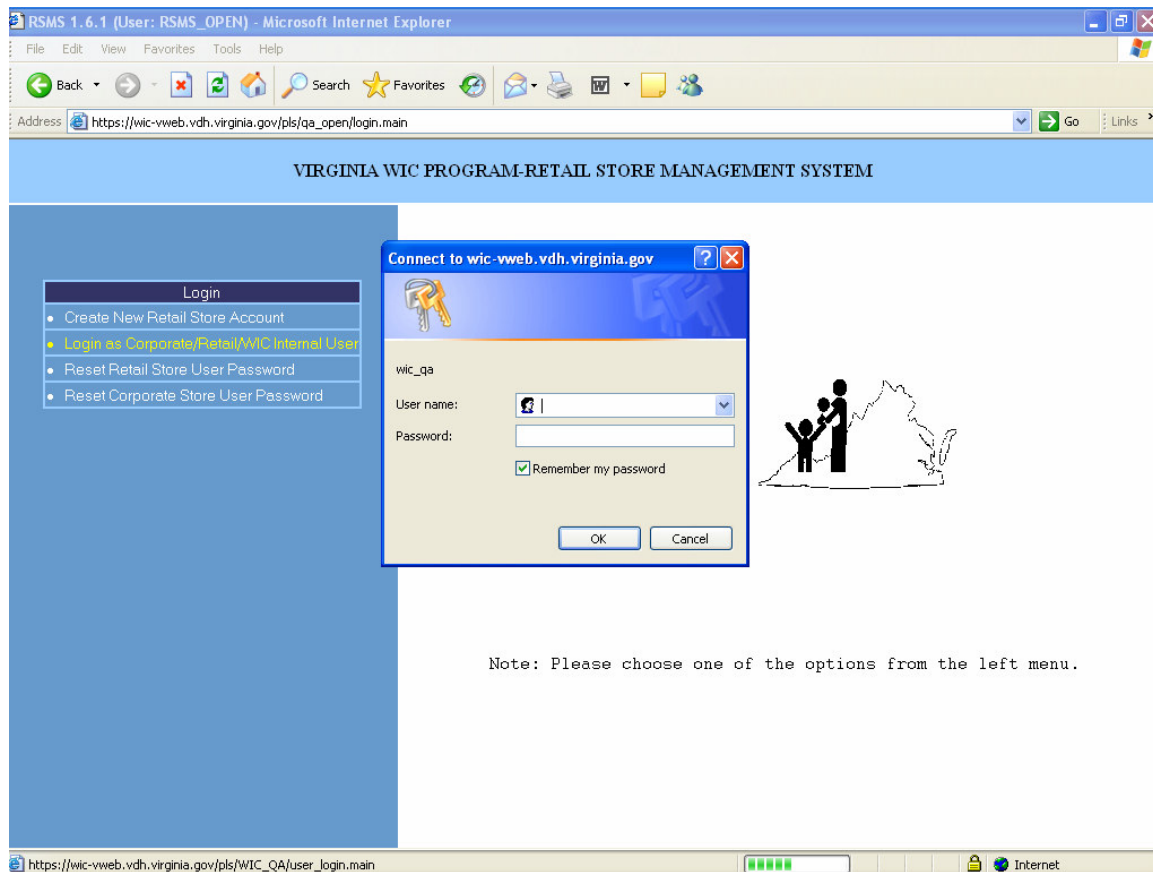 RSMS 1.6.1 (User: RSMS_OPEN) - Microsoft Internet Explorer
File Edit View Favorites Tools Help
Back Search Favorites
Address https://wic-vweb.vdh.virginia.gov/pls/qa_open/login.main Go Links
VIRGINIA WIC PROGRAM-RETAIL STORE MANAGEMENT SYSTEM
Login
Create New Retail Store Account
Login as Corporate/Retail/WIC Internal User
Reset Retail Store User Password
Reset Corporate Store User Password
Connect to wic-vweb.vdh.virginia.gov
wic_qa
User name:
Password:
Remember my password
OK Cancel
Note: Please choose one of the options from the left menu.
https://wic-vweb.vdh.virginia.gov/pls/WIC_QA/user_login.main Internet